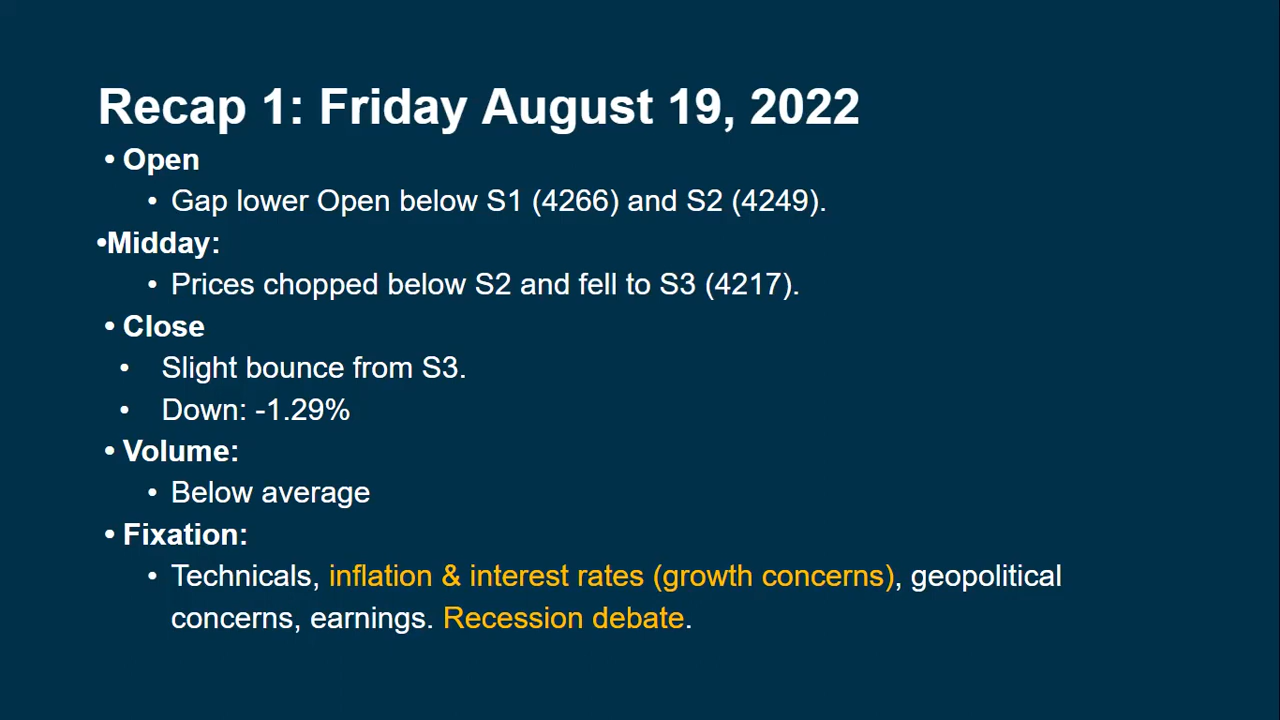 Recap 1: Friday August 19, 2022
• Open
• Gap lower Open below S1 (4266) and S2 (4249).
•Midday:
• Prices chopped below S2 and fell to S3 (4217).
• Close
• Slight bounce from S3.
• Down: -1.29%
• Volume:
• Below average
• Fixation:
• Technicals, inflation & interest rates (growth concerns), geopolitical
concerns, earnings. Recession debate.